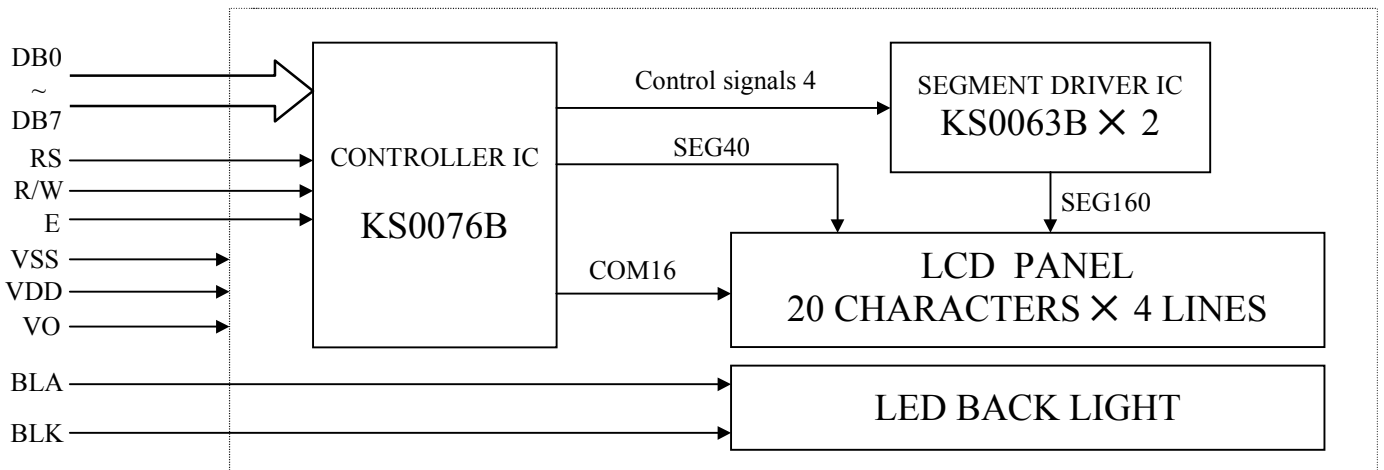 DB0
~
DB7
RS
R/W
E
VSS
VDD
VO
BLA
BLK
CONTROLLER IC
KS0076B
Control signals 4
SEG40
COM16
SEGMENT DRIVER IC
KS0063B × 2
SEG160
LCD PANEL
20 CHARACTERS × 4 LINES
LED BACK LIGHT